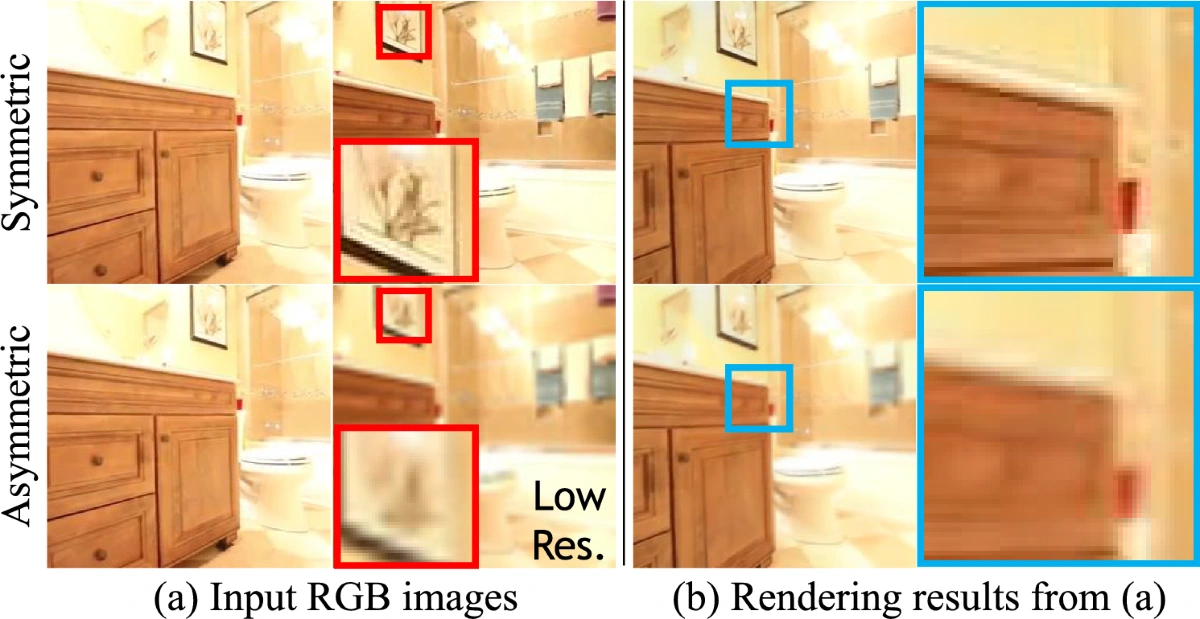 Symmetric
Asymmetric
Low
Res.
(a) Input RGB images
(b) Rendering results from (a)